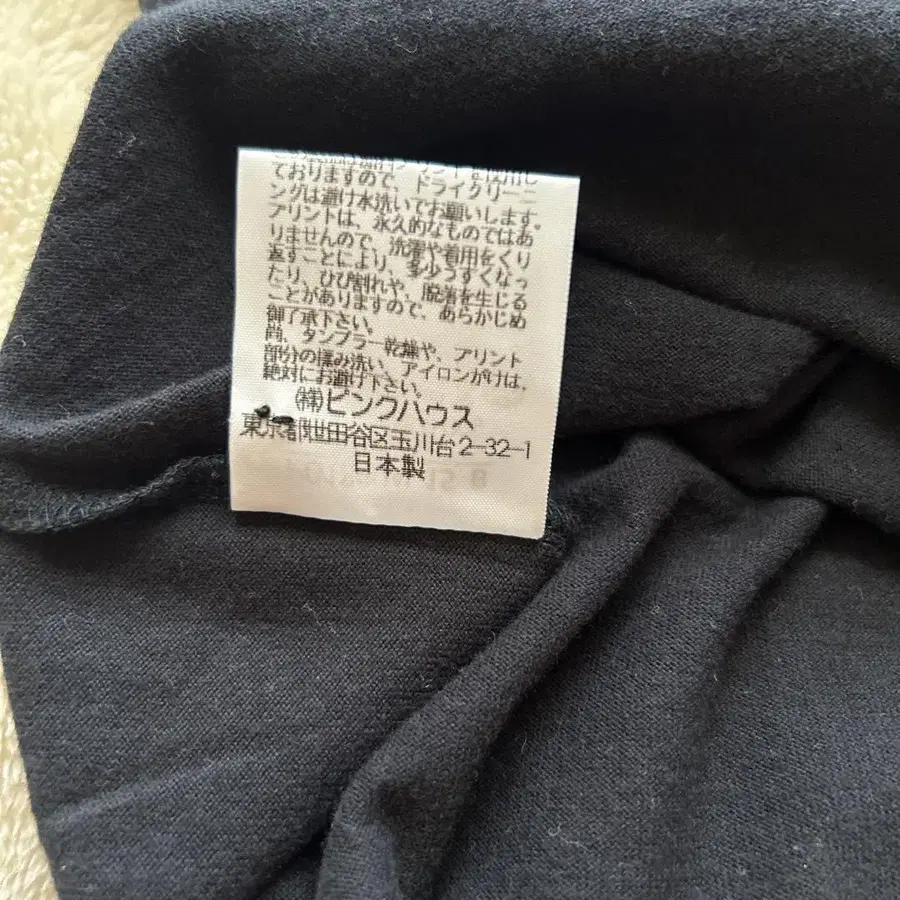 ておりますので、ドライクリーニ
ングは避け水洗いでお願いします。
プリントは、永久的なものではあ
りませんので、洗濯や着用をくり
返すことにより、多少うすくなっ
たり、ひび割れや、脱落を生じる
ことがありますので、あらかじめ
御了承下さい。
尚、タンブラー乾燥や、プリント
部分の揉み洗い、アイロンがけは、
絶対にお避け下さい。
㈱ピンクハウス
東京都世田谷区玉川台2-32-1
日本製